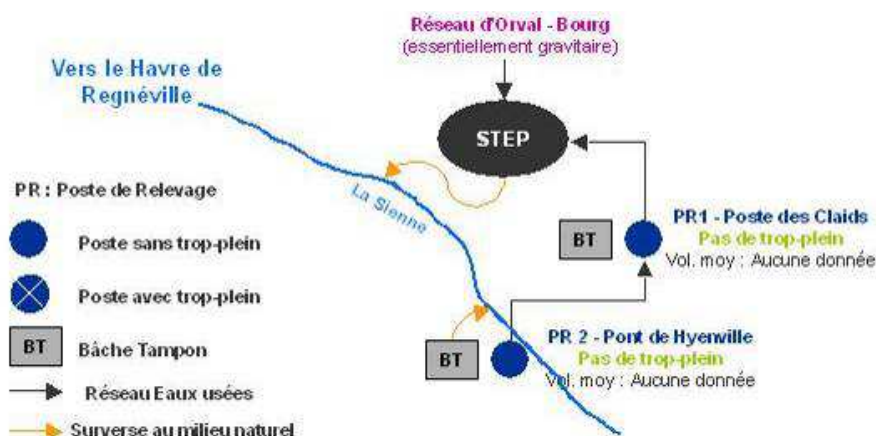 Réseau d'Orval - Bourg
(essentiellement gravitaire)
Vers le Havre de
Regnéville
STEP
La Sienne
PR : Poste de Relevage
Poste sans trop-plein
Poste avec trop-plein
BT
Bâche Tampon
Réseau Eaux usées
Surverse au milieu naturel
BT
PR1 - Poste des Claids
Pas de trop-plein
Vol. moy : Aucune donnée
BT
PR 2 - Pont de Hyenville
Pas de trop-plein
Vol. moy : Aucune donnée